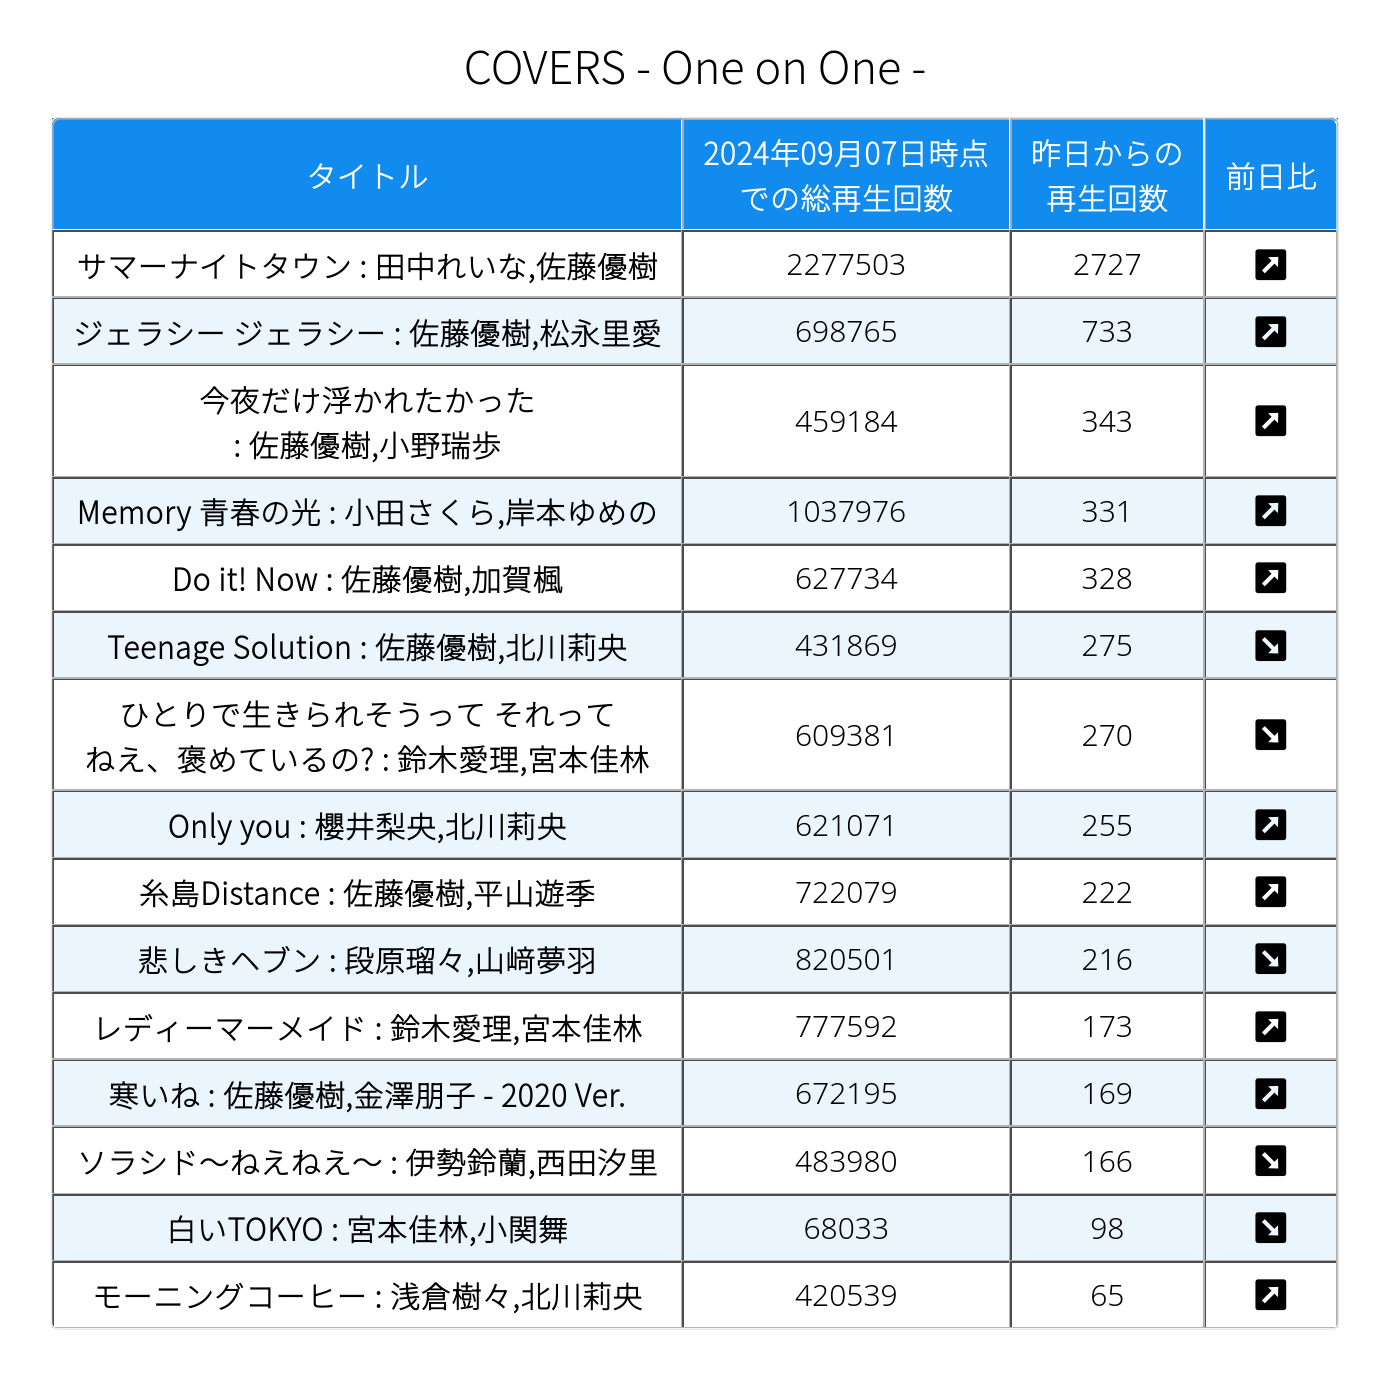 COVERS - One on One -
タイトル
2024年09月07日時点
での総再生回数
昨日からの
再生回数
前日比
サマーナイトタウン : 田中れいな,佐藤優樹
2277503
2727
ジェラシー ジェラシー : 佐藤優樹,松永里愛
698765
733
今夜だけ浮かれたかった
: 佐藤優樹,小野瑞歩
459184
343
Memory 青春の光 : 小田さくら,岸本ゆめの
1037976
331
Do it! Now : 佐藤優樹,加賀楓
627734
328
Teenage Solution : 佐藤優樹,北川莉央
431869
275
ひとりで生きられそうって それって
ねえ、褒めているの? : 鈴木愛理,宮本佳林
609381
270
Only you : 櫻井梨央,北川莉央
621071
255
糸島Distance : 佐藤優樹,平山遊季
722079
222
悲しきヘブン : 段原瑠々,山﨑夢羽
820501
216
レディーマーメイド : 鈴木愛理,宮本佳林
777592
173
寒いね : 佐藤優樹,金澤朋子 - 2020 Ver.
672195
169
ソラシド〜ねえねえ〜 : 伊勢鈴蘭,西田汐里
483980
166
白いTOKYO : 宮本佳林,小関舞
68033
98
モーニングコーヒー : 浅倉樹々,北川莉央
420539
65